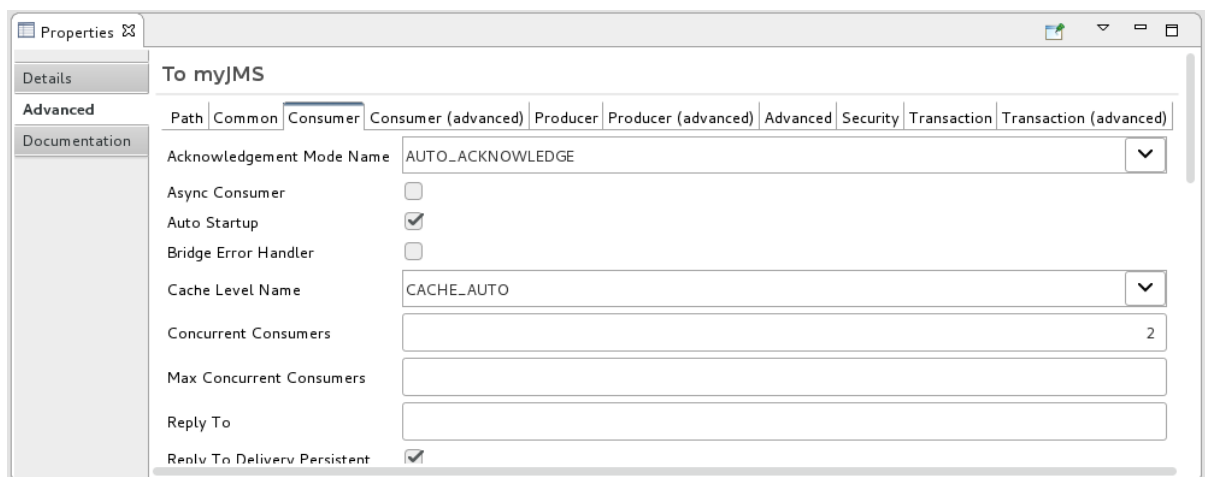 Properties
Details
Advanced
Documentation
To myJMS
Path Common Consumer Consumer (advanced) Producer Producer (advanced) Advanced Security Transaction Transaction (advanced)
Acknowledgement Mode Name AUTO_ACKNOWLEDGE
Async Consumer
Auto Startup
Bridge Error Handler
Cache Level Name CACHE_AUTO
Concurrent Consumers 2
Max Concurrent Consumers
Reply To
Reply To Delivery Persistent